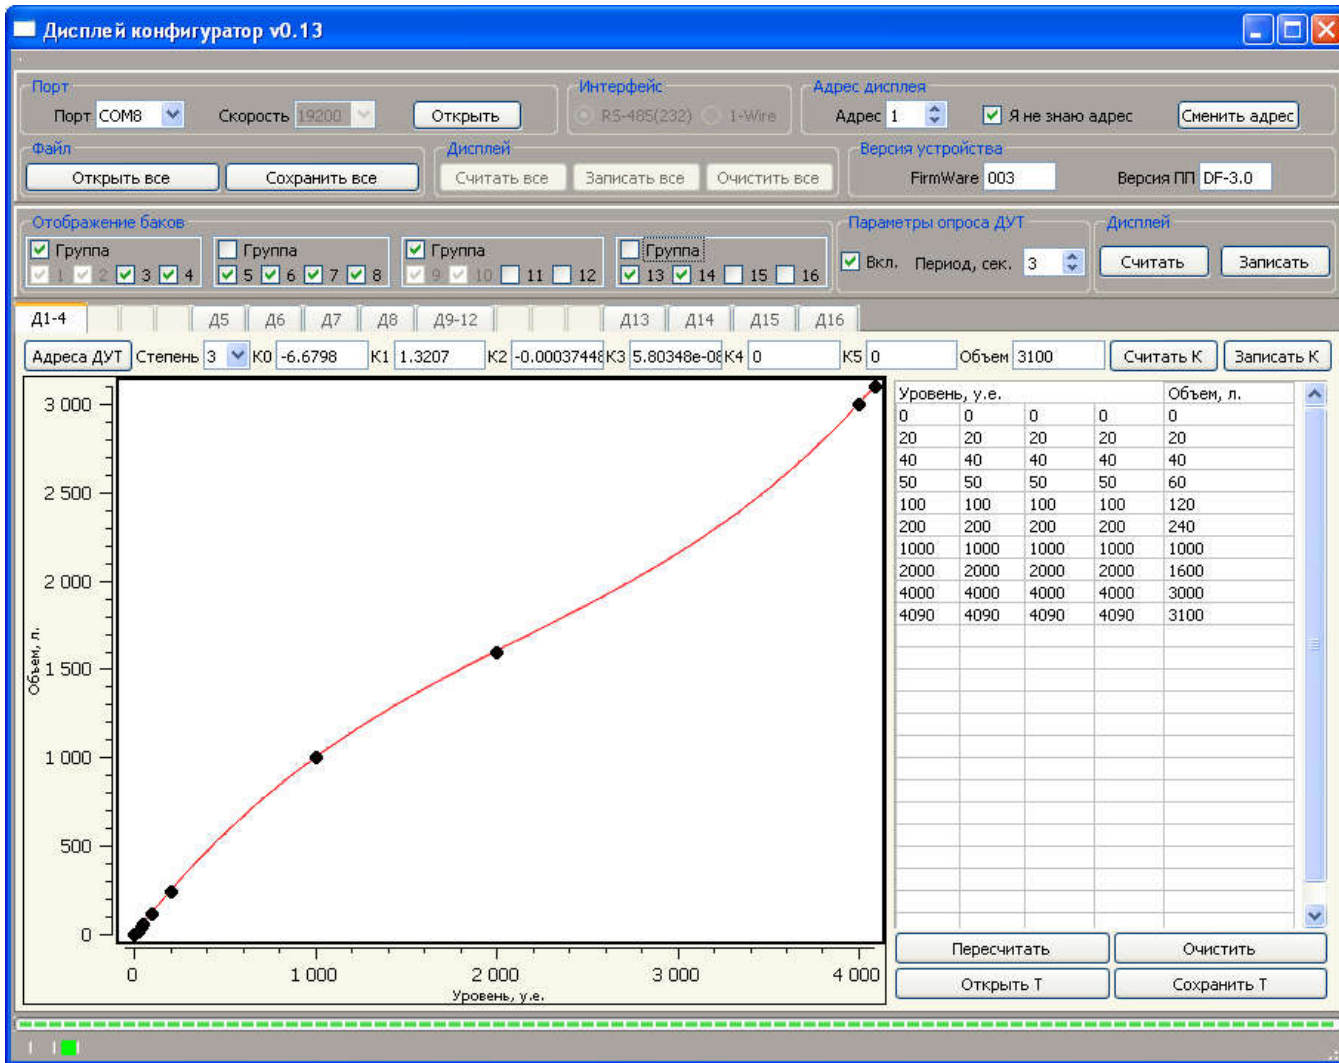 Дисплей конфигуратор v0.13
Порт Интерфейс Адрес дисплея
Порт COM8 Скорость 19200 Открыть RS-485(232) 1-Wire Адрес 1 Я не знаю адрес Сменить адрес
Файл Дисплей Версия устройства
Открыть все Сохранить все Считать все Записать все Очистить все FirmWare 003 Версия ПП DF-3.0
Отображение баков Параметры опроса ДУТ Дисплей
Группа Группа Группа Группа
1 2 3 4 5 6 7 8 9 10 11 12 13 14 15 16 Вкл. Период, сек. 3 Считать Записать
Д1-4 Д5 Д6 Д7 Д8 Д9-12 Д13 Д14 Д15 Д16
Адреса ДУТ Степень 3 K0 -6.6798 K1 1.3207 K2 -0.00037448 K3 5.80348e-08 K4 0 K5 0 Объем 3100 Считать К Записать К
3 000
2 500
2 000
1 500
1 000
500
0
Объем, л.
0 1 000 2 000 3 000 4 000
Уровень, у.е.
Уровень, у.е. Объем, л.
0 0 0 0 0
20 20 20 20 20
40 40 40 40 40
50 50 50 50 60
100 100 100 100 120
200 200 200 200 240
1000 1000 1000 1000 1000
2000 2000 2000 2000 1600
4000 4000 4000 4000 3000
4090 4090 4090 4090 3100
Пересчитать Очистить
Открыть Т Сохранить Т